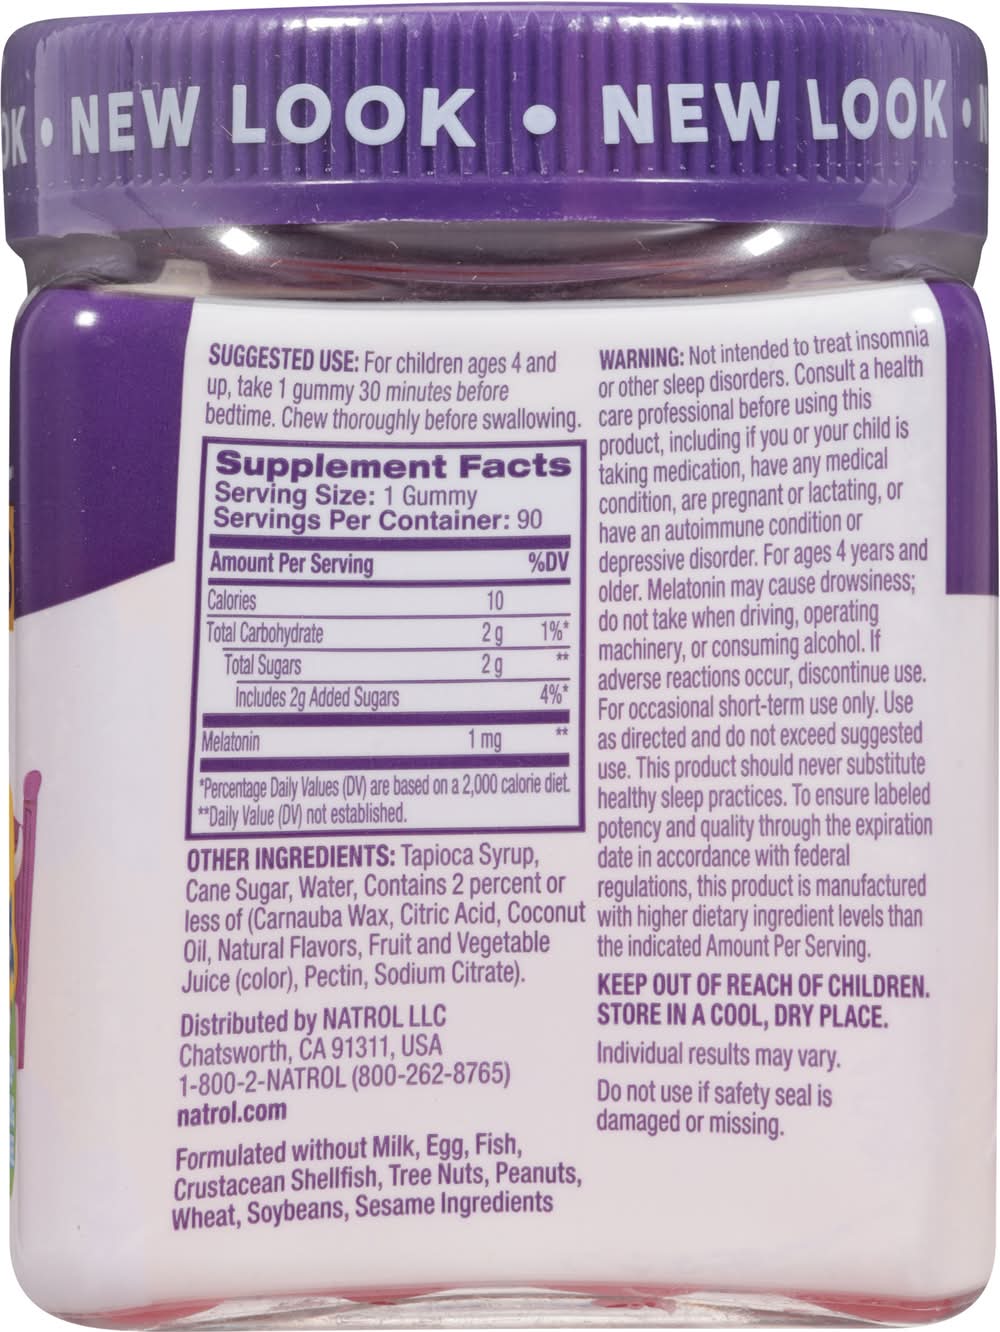 OK • NEW LOOK • NEW LOOK •
SUGGESTED USE: For children ages 4 and
up, take 1 gummy 30 minutes before
bedtime. Chew thoroughly before swallowing.
Supplement Facts
Serving Size: 1 Gummy
Servings Per Container: 90
Amount Per Serving %DV
Calories 10
Total Carbohydrate 2 g 1%*
Total Sugars 2 g **
Includes 2g Added Sugars 4%*
Melatonin 1 mg **
*Percentage Daily Values (DV) are based on a 2,000 calorie diet.
**Daily Value (DV) not established.
OTHER INGREDIENTS: Tapioca Syrup,
Cane Sugar, Water, Contains 2 percent or
less of (Carnauba Wax, Citric Acid, Coconut
Oil, Natural Flavors, Fruit and Vegetable
Juice (color), Pectin, Sodium Citrate).
Distributed by NATROL LLC
Chatsworth, CA 91311, USA
1-800-2-NATROL (800-262-8765)
natrol.com
Formulated without Milk, Egg, Fish,
Crustacean Shellfish, Tree Nuts, Peanuts,
Wheat, Soybeans, Sesame Ingredients
WARNING: Not intended to treat insomnia
or other sleep disorders. Consult a health
care professional before using this
product, including if you or your child is
taking medication, have any medical
condition, are pregnant or lactating, or
have an autoimmune condition or
depressive disorder. For ages 4 years and
older. Melatonin may cause drowsiness;
do not take when driving, operating
machinery, or consuming alcohol. If
adverse reactions occur, discontinue use.
For occasional short-term use only. Use
as directed and do not exceed suggested
use. This product should never substitute
healthy sleep practices. To ensure labeled
potency and quality through the expiration
date in accordance with federal
regulations, this product is manufactured
with higher dietary ingredient levels than
the indicated Amount Per Serving.
KEEP OUT OF REACH OF CHILDREN.
STORE IN A COOL, DRY PLACE.
Individual results may vary.
Do not use if safety seal is
damaged or missing.